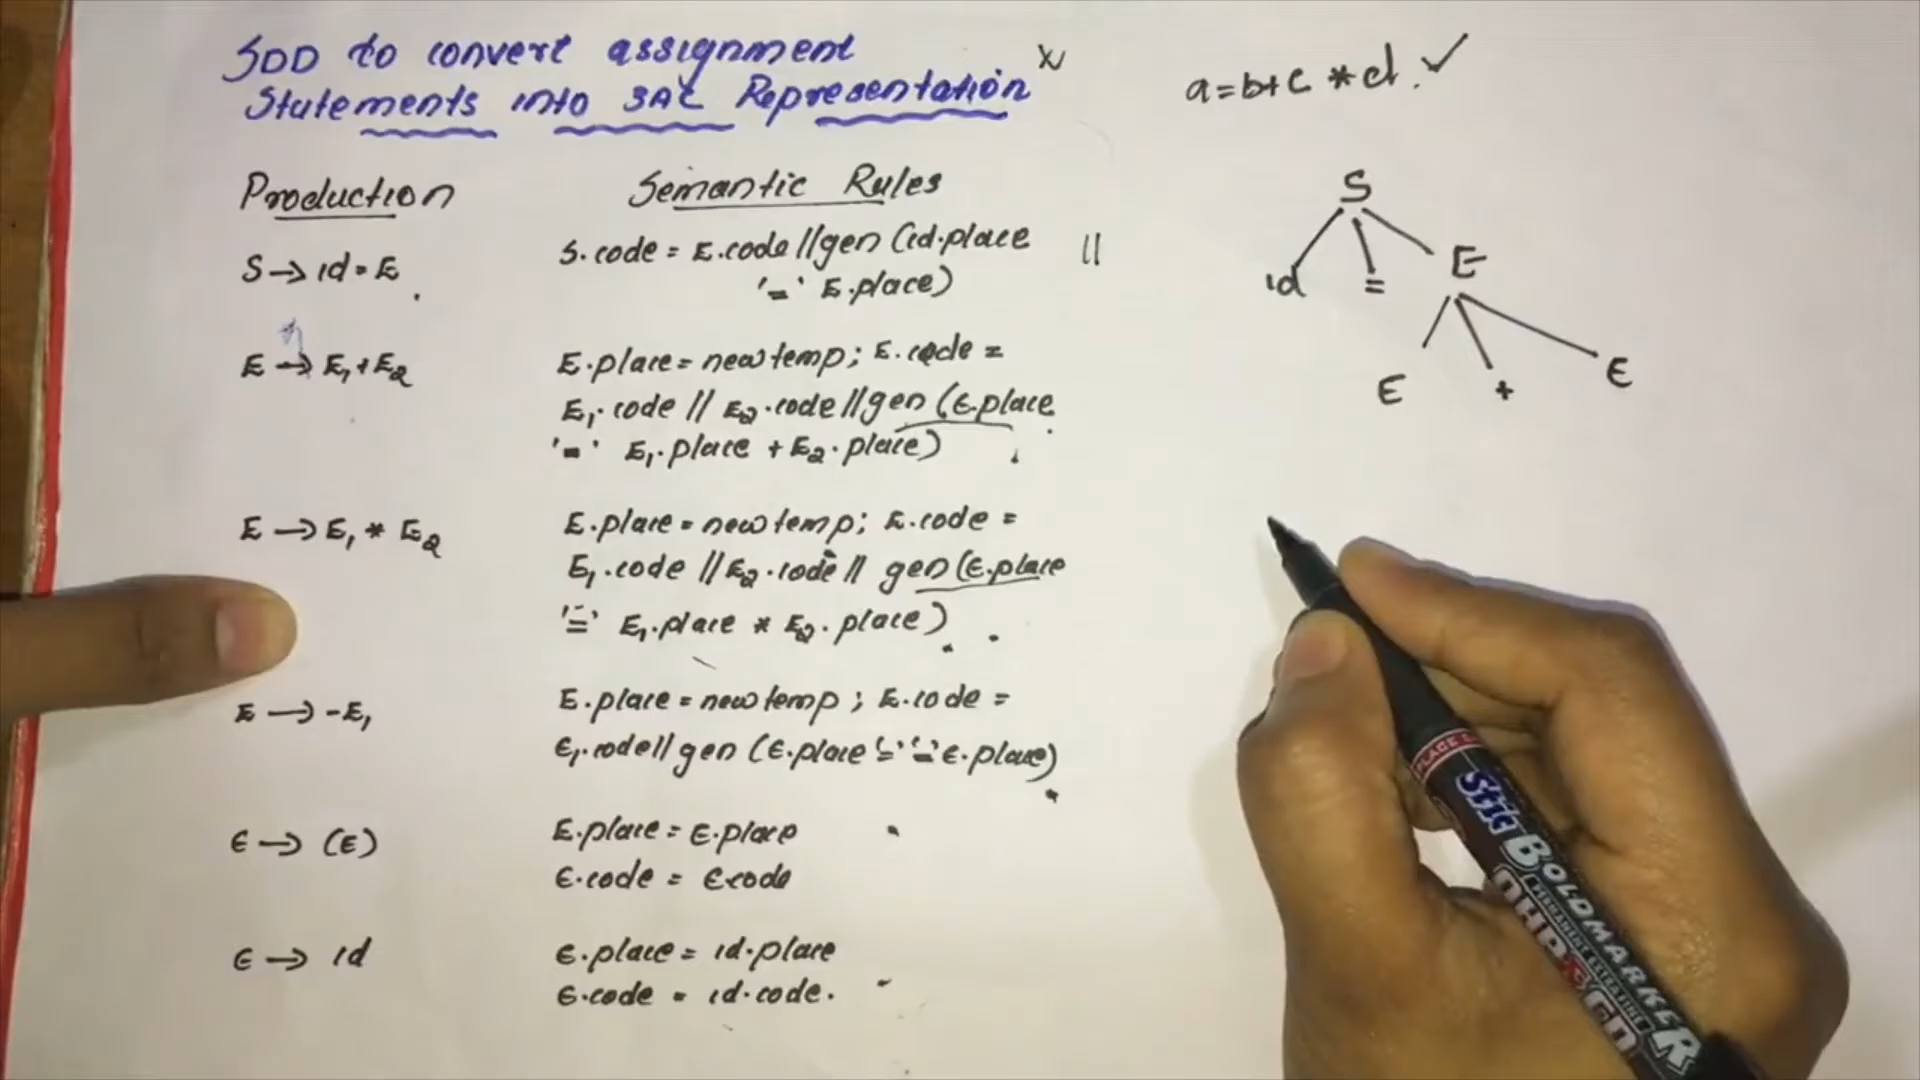 SDD to convert assignment
Statements into 3AC Representation
a=b+c *d.
Production
Semantic Rules
S → id = E
S.code = E.code //gen (id.place
'=' E.place)
E → E1 + E2
E.place = newtemp; E.code =
E1.code // E2.code //gen (E.place
'=' E1.place + E2.place)
E → E1 * E2
E.place = newtemp; E.code =
E1.code // E2.code // gen (E.place
'=' E1.place * E2.place)
E → -E1
E.place = newtemp ; E.code =
E1.code // gen (E.place '=' '-' E.place)
E → (E)
E.place = E.place
E.code = E.code
E → id
E.place = id.place
E.code = id.code.
S
id = E
E + E
Stic BOLDMARKER
PERMANENT